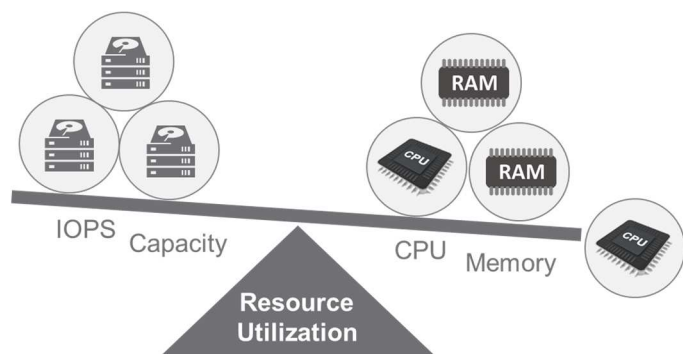 RAM
CPU
RAM
CPU
IOPS
Capacity
CPU
Memory
Resource
Utilization